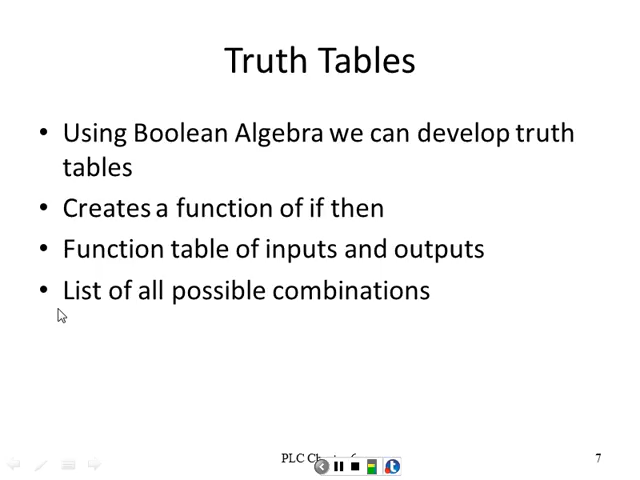 Truth Tables
• Using Boolean Algebra we can develop truth
tables
• Creates a function of if then
• Function table of inputs and outputs
• List of all possible combinations
PLC
7